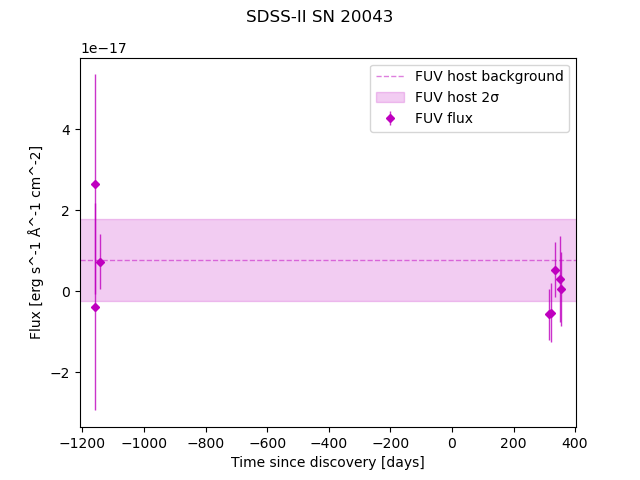 SDSS-II SN 20043
1e−17
FUV host background
FUV host 2σ
FUV flux
4
2
0
−2
Flux [erg s^-1 Å^-1 cm^-2]
−1200 −1000 −800 −600 −400 −200 0 200 400
Time since discovery [days]